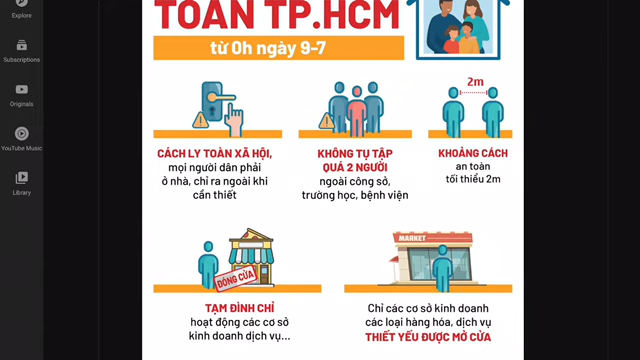 Explore
Subscriptions
Originals
YouTube Music
Library
TOÀN TP.HCM
từ 0h ngày 9-7
CÁCH LY TOÀN XÃ HỘI,
mọi người dân phải
ở nhà, chỉ ra ngoài khi
cần thiết
KHÔNG TỤ TẬP
QUÁ 2 NGƯỜI
ngoài công sở,
trường học, bệnh viện
2m
KHOẢNG CÁCH
an toàn
tối thiểu 2m
ĐÓNG CỬA
TẠM ĐÌNH CHỈ
hoạt động các cơ sở
kinh doanh dịch vụ...
MARKET
Chỉ các cơ sở kinh doanh
các loại hàng hóa, dịch vụ
THIẾT YẾU ĐƯỢC MỞ CỬA